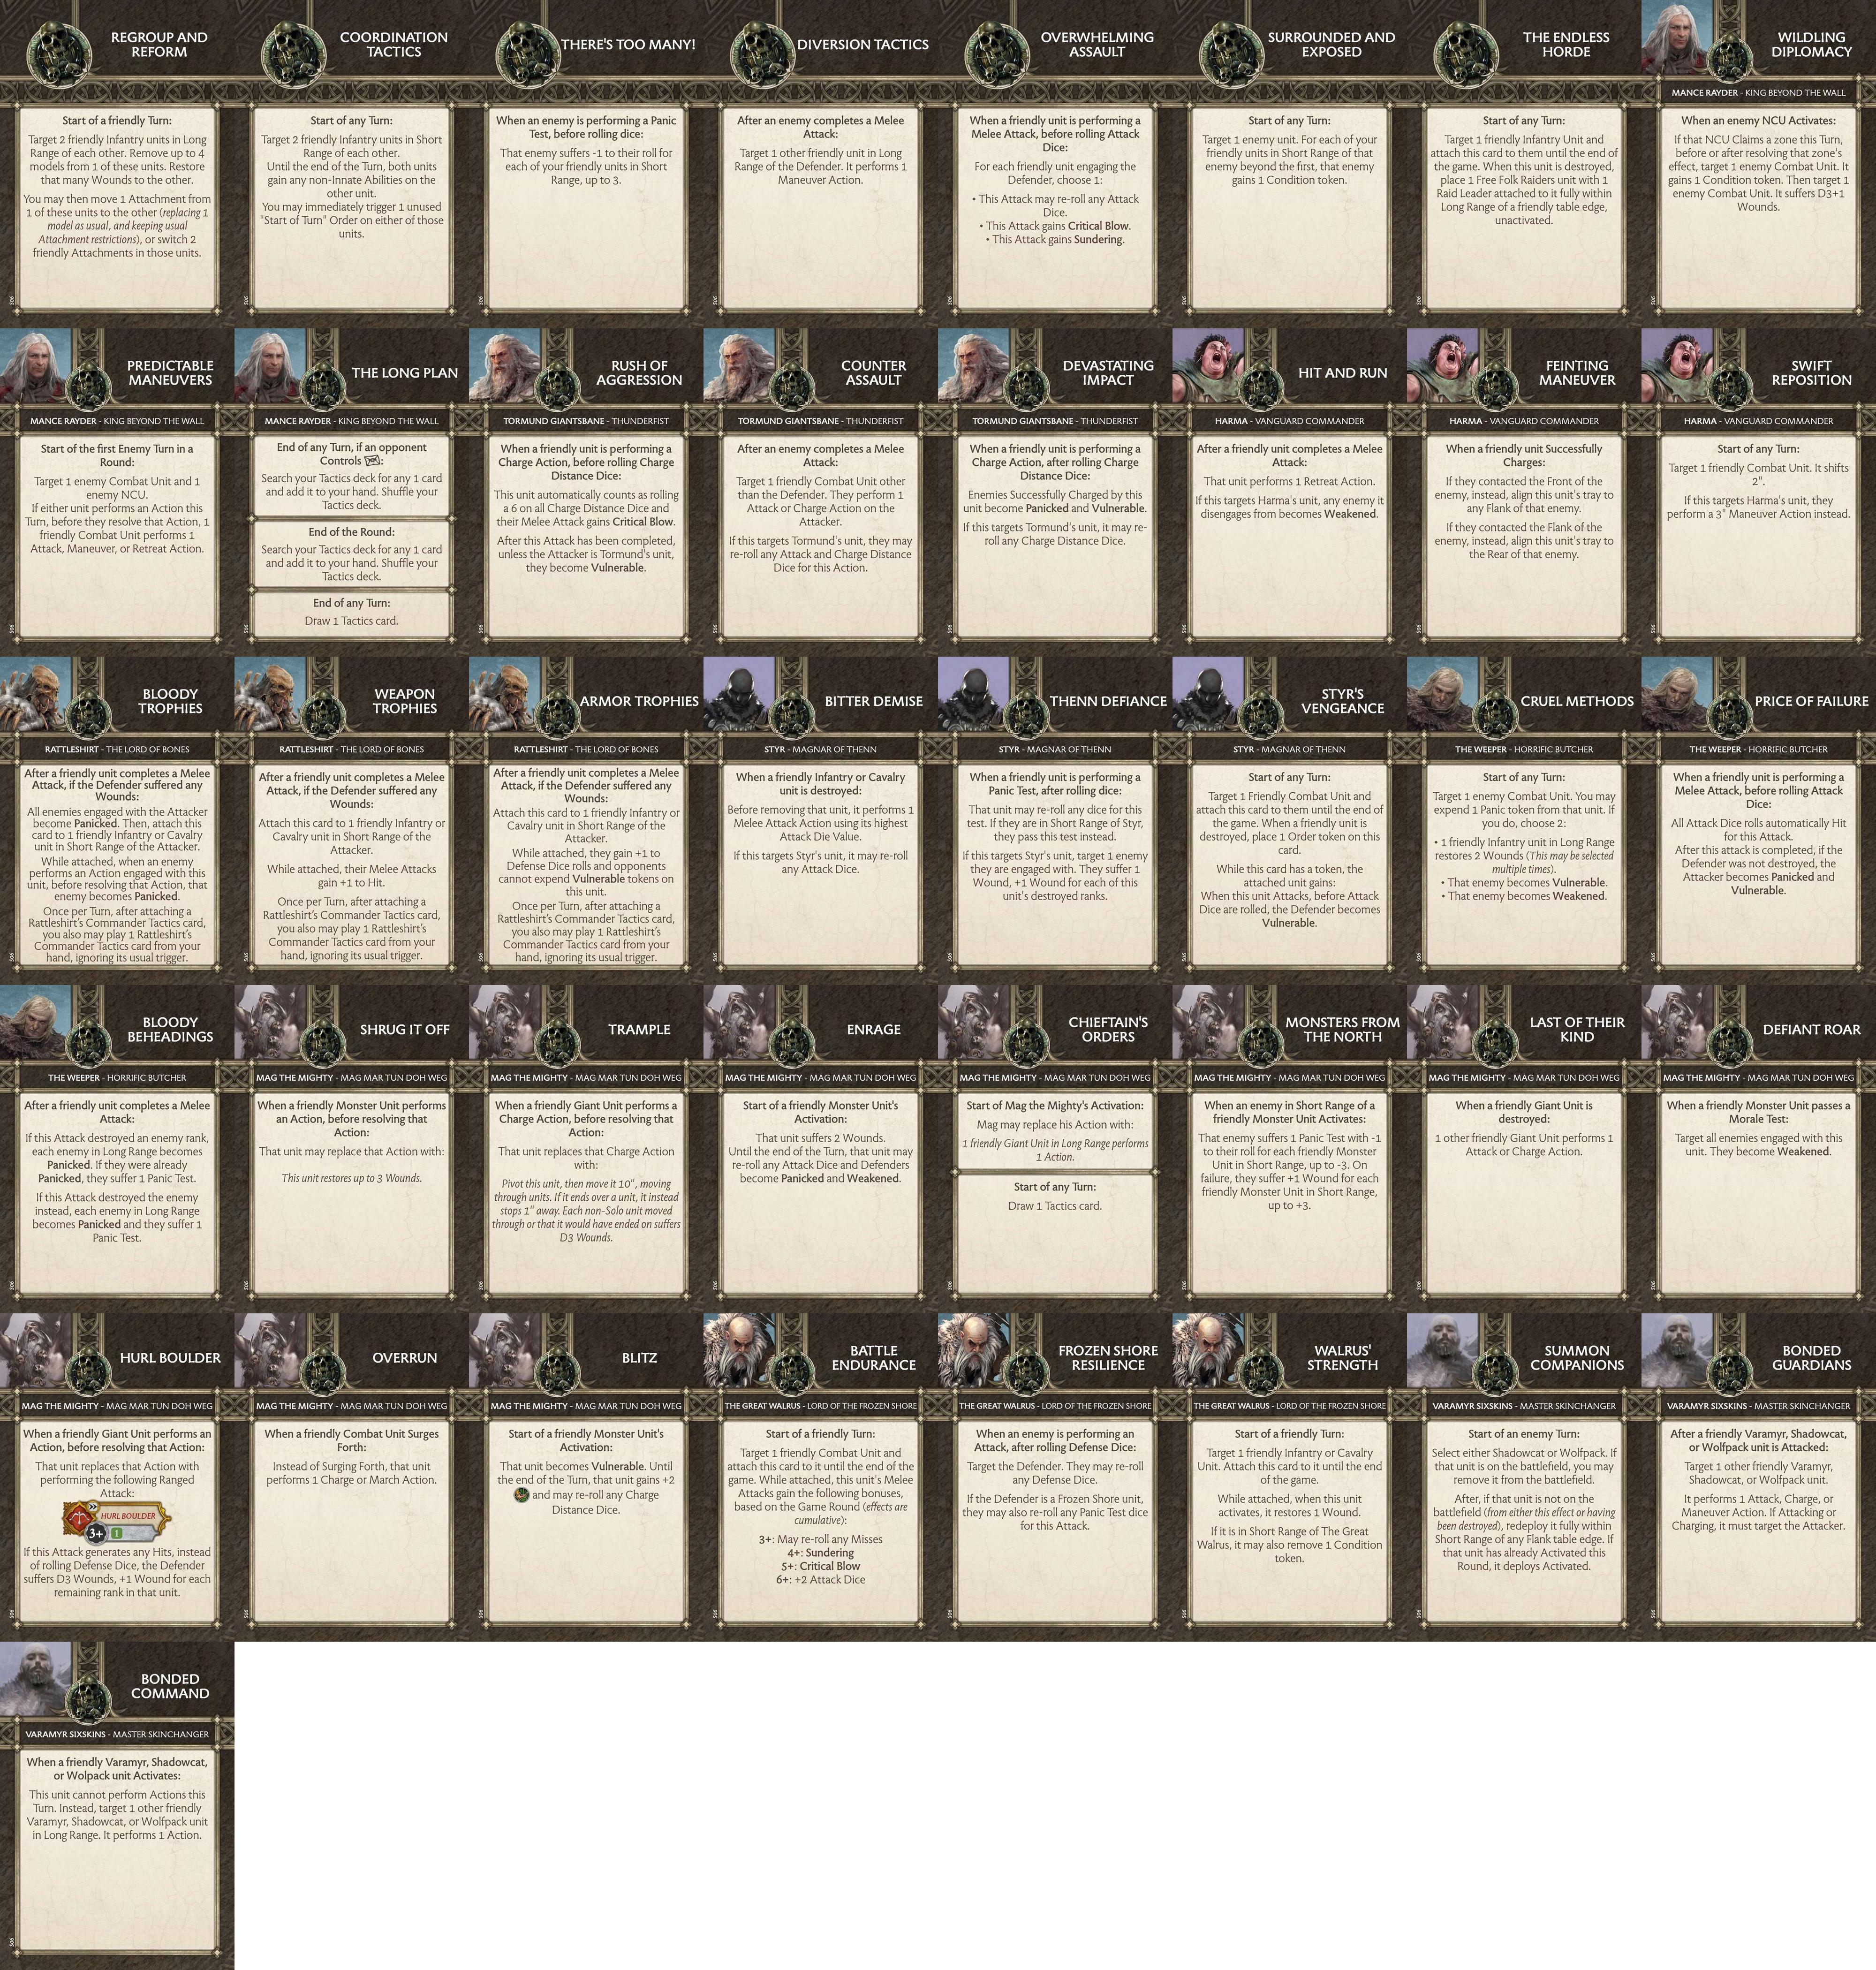 REGROUP AND
REFORM
Start of a friendly Turn:
Target 2 friendly Infantry units in Long
Range of each other. Remove up to 4
models from 1 of these units. Restore
that many Wounds to the other.
You may then move 1 Attachment from
1 of these units to the other (replacing 1
model as usual, and keeping usual
Attachment restrictions), or switch 2
friendly Attachments in those units.
S06
COORDINATION
TACTICS
Start of any Turn:
Target 2 friendly Infantry units in Short
Range of each other.
Until the end of the Turn, both units
gain any non-Innate Abilities on the
other unit.
You may immediately trigger 1 unused
"Start of Turn" Order on either of those
units.
S06
THERE'S TOO MANY!
When an enemy is performing a Panic
Test, before rolling dice:
That enemy suffers -1 to their roll for
each of your friendly units in Short
Range, up to 3.
S06
DIVERSION TACTICS
After an enemy completes a Melee
Attack:
Target 1 other friendly unit in Long
Range of the Defender. It performs 1
Maneuver Action.
S06
OVERWHELMING
ASSAULT
When a friendly unit is performing a
Melee Attack, before rolling Attack
Dice:
For each friendly unit engaging the
Defender, choose 1:
• This Attack may re-roll any Attack
Dice.
• This Attack gains Critical Blow.
• This Attack gains Sundering.
S06
SURROUNDED AND
EXPOSED
Start of any Turn:
Target 1 enemy unit. For each of your
friendly units in Short Range of that
enemy beyond the first, that enemy
gains 1 Condition token.
S06
THE ENDLESS
HORDE
Start of any Turn:
Target 1 friendly Infantry Unit and
attach this card to them until the end of
the game. When this unit is destroyed,
place 1 Free Folk Raiders unit with 1
Raid Leader attached to it fully within
Long Range of a friendly table edge,
unactivated.
S06
WILDLING
DIPLOMACY
MANCE RAYDER - KING BEYOND THE WALL
When an enemy NCU Activates:
If that NCU Claims a zone this Turn,
before or after resolving that zone's
effect, target 1 enemy Combat Unit. It
gains 1 Condition token. Then target 1
enemy Combat Unit. It suffers D3+1
Wounds.
S06
PREDICTABLE
MANEUVERS
MANCE RAYDER - KING BEYOND THE WALL
Start of the first Enemy Turn in a
Round:
Target 1 enemy Combat Unit and 1
enemy NCU.
If either unit performs an Action this
Turn, before they resolve that Action, 1
friendly Combat Unit performs 1
Attack, Maneuver, or Retreat Action.
S06
THE LONG PLAN
MANCE RAYDER - KING BEYOND THE WALL
End of any Turn, if an opponent
Controls :
Search your Tactics deck for any 1 card
and add it to your hand. Shuffle your
Tactics deck.
End of the Round:
Search your Tactics deck for any 1 card
and add it to your hand. Shuffle your
Tactics deck.
End of any Turn:
Draw 1 Tactics card.
S06
RUSH OF
AGGRESSION
TORMUND GIANTSBANE - THUNDERFIST
When a friendly unit is performing a
Charge Action, before rolling Charge
Distance Dice:
This unit automatically counts as rolling
a 6 on all Charge Distance Dice and
their Melee Attack gains Critical Blow.
After this Attack has been completed,
unless the Attacker is Tormund's unit,
they become Vulnerable.
S06
COUNTER
ASSAULT
TORMUND GIANTSBANE - THUNDERFIST
After an enemy completes a Melee
Attack:
Target 1 friendly Combat Unit other
than the Defender. They perform 1
Attack or Charge Action on the
Attacker.
If this targets Tormund's unit, they may
re-roll any Attack and Charge Distance
Dice for this Action.
S06
DEVASTATING
IMPACT
TORMUND GIANTSBANE - THUNDERFIST
When a friendly unit is performing a
Charge Action, after rolling Charge
Distance Dice:
Enemies Successfully Charged by this
unit become Panicked and Vulnerable.
If this targets Tormund's unit, it may re-
roll any Charge Distance Dice.
S06
HIT AND RUN
HARMA - VANGUARD COMMANDER
After a friendly unit completes a Melee
Attack:
That unit performs 1 Retreat Action.
If this targets Harma's unit, any enemy it
disengages from becomes Weakened.
S06
FEINTING
MANEUVER
HARMA - VANGUARD COMMANDER
When a friendly unit Successfully
Charges:
If they contacted the Front of the
enemy, instead, align this unit's tray to
any Flank of that enemy.
If they contacted the Flank of the
enemy, instead, align this unit's tray to
the Rear of that enemy.
S06
SWIFT
REPOSITION
HARMA - VANGUARD COMMANDER
Start of any Turn:
Target 1 friendly Combat Unit. It shifts
2".
If this targets Harma's unit, they
perform a 3" Maneuver Action instead.
S06
BLOODY
TROPHIES
RATTLESHIRT - THE LORD OF BONES
After a friendly unit completes a Melee
Attack, if the Defender suffered any
Wounds:
All enemies engaged with the Attacker
become Panicked. Then, attach this
card to 1 friendly Infantry or Cavalry
unit in Short Range of the Attacker.
While attached, when an enemy
performs an Action engaged with this
unit, before resolving that Action, that
enemy becomes Panicked.
Once per Turn, after attaching a
Rattleshirt's Commander Tactics card,
you also may play 1 Rattleshirt's
Commander Tactics card from your
hand, ignoring its usual trigger.
S06
WEAPON
TROPHIES
RATTLESHIRT - THE LORD OF BONES
After a friendly unit completes a Melee
Attack, if the Defender suffered any
Wounds:
Attach this card to 1 friendly Infantry or
Cavalry unit in Short Range of the
Attacker.
While attached, their Melee Attacks
gain +1 to Hit.
Once per Turn, after attaching a
Rattleshirt's Commander Tactics card,
you also may play 1 Rattleshirt's
Commander Tactics card from your
hand, ignoring its usual trigger.
S06
ARMOR TROPHIES
RATTLESHIRT - THE LORD OF BONES
After a friendly unit completes a Melee
Attack, if the Defender suffered any
Wounds:
Attach this card to 1 friendly Infantry or
Cavalry unit in Short Range of the
Attacker.
While attached, they gain +1 to
Defense Dice rolls and opponents
cannot expend Vulnerable tokens on
this unit.
Once per Turn, after attaching a
Rattleshirt's Commander Tactics card,
you also may play 1 Rattleshirt's
Commander Tactics card from your
hand, ignoring its usual trigger.
S06
BITTER DEMISE
STYR - MAGNAR OF THENN
When a friendly Infantry or Cavalry
unit is destroyed:
Before removing that unit, it performs 1
Melee Attack Action using its highest
Attack Die Value.
If this targets Styr's unit, it may re-roll
any Attack Dice.
S06
THENN DEFIANCE
STYR - MAGNAR OF THENN
When a friendly unit is performing a
Panic Test, after rolling dice:
That unit may re-roll any dice for this
test. If they are in Short Range of Styr,
they pass this test instead.
If this targets Styr's unit, target 1 enemy
they are engaged with. They suffer 1
Wound, +1 Wound for each of this
unit's destroyed ranks.
S06
STYR'S
VENGEANCE
STYR - MAGNAR OF THENN
Start of any Turn:
Target 1 Friendly Combat Unit and
attach this card to them until the end of
the game. When a friendly unit is
destroyed, place 1 Order token on this
card.
While this card has a token, the
attached unit gains:
When this unit Attacks, before Attack
Dice are rolled, the Defender becomes
Vulnerable.
S06
CRUEL METHODS
THE WEEPER - HORRIFIC BUTCHER
Start of any Turn:
Target 1 enemy Combat Unit. You may
expend 1 Panic token from that unit. If
you do, choose 2:
• 1 friendly Infantry unit in Long Range
restores 2 Wounds (This may be selected
multiple times).
• That enemy becomes Vulnerable.
• That enemy becomes Weakened.
S06
PRICE OF FAILURE
THE WEEPER - HORRIFIC BUTCHER
When a friendly unit is performing a
Melee Attack, before rolling Attack
Dice:
All Attack Dice rolls automatically Hit
for this Attack.
After this attack is completed, if the
Defender was not destroyed, the
Attacker becomes Panicked and
Vulnerable.
S06
BLOODY
BEHEADINGS
THE WEEPER - HORRIFIC BUTCHER
After a friendly unit completes a Melee
Attack:
If this Attack destroyed an enemy rank,
each enemy in Long Range becomes
Panicked. If they were already
Panicked, they suffer 1 Panic Test.
If this Attack destroyed the enemy
instead, each enemy in Long Range
becomes Panicked and they suffer 1
Panic Test.
S06
SHRUG IT OFF
MAG THE MIGHTY - MAG MAR TUN DOH WEG
When a friendly Monster Unit performs
an Action, before resolving that
Action:
That unit may replace that Action with:
This unit restores up to 3 Wounds.
S06
TRAMPLE
MAG THE MIGHTY - MAG MAR TUN DOH WEG
When a friendly Giant Unit performs a
Charge Action, before resolving that
Action:
That unit replaces that Charge Action
with:
Pivot this unit, then move it 10", moving
through units. If it ends over a unit, it instead
stops 1" away. Each non-Solo unit moved
through or that it would have ended on suffers
D3 Wounds.
S06
ENRAGE
MAG THE MIGHTY - MAG MAR TUN DOH WEG
Start of a friendly Monster Unit's
Activation:
That unit suffers 2 Wounds.
Until the end of the Turn, that unit may
re-roll any Attack Dice and Defenders
become Panicked and Weakened.
S06
CHIEFTAIN'S
ORDERS
MAG THE MIGHTY - MAG MAR TUN DOH WEG
Start of Mag the Mighty's Activation:
Mag may replace his Action with:
1 friendly Giant Unit in Long Range performs
1 Action.
Start of any Turn:
Draw 1 Tactics card.
S06
MONSTERS FROM
THE NORTH
MAG THE MIGHTY - MAG MAR TUN DOH WEG
When an enemy in Short Range of a
friendly Monster Unit Activates:
That enemy suffers 1 Panic Test with -1
to their roll for each friendly Monster
Unit in Short Range, up to -3. On
failure, they suffer +1 Wound for each
friendly Monster Unit in Short Range,
up to +3.
S06
LAST OF THEIR
KIND
MAG THE MIGHTY - MAG MAR TUN DOH WEG
When a friendly Giant Unit is
destroyed:
1 other friendly Giant Unit performs 1
Attack or Charge Action.
S06
DEFIANT ROAR
MAG THE MIGHTY - MAG MAR TUN DOH WEG
When a friendly Monster Unit passes a
Morale Test:
Target all enemies engaged with this
unit. They become Weakened.
S06
HURL BOULDER
MAG THE MIGHTY - MAG MAR TUN DOH WEG
When a friendly Giant Unit performs an
Action, before resolving that Action:
That unit replaces that Action with
performing the following Ranged
Attack:
HURL BOULDER
3+ 1
If this Attack generates any Hits, instead
of rolling Defense Dice, the Defender
suffers D3 Wounds, +1 Wound for each
remaining rank in that unit.
S06
OVERRUN
MAG THE MIGHTY - MAG MAR TUN DOH WEG
When a friendly Combat Unit Surges
Forth:
Instead of Surging Forth, that unit
performs 1 Charge or March Action.
S06
BLITZ
MAG THE MIGHTY - MAG MAR TUN DOH WEG
Start of a friendly Monster Unit's
Activation:
That unit becomes Vulnerable. Until
the end of the Turn, that unit gains +2
and may re-roll any Charge
Distance Dice.
S06
BATTLE
ENDURANCE
THE GREAT WALRUS - LORD OF THE FROZEN SHORE
Start of a friendly Turn:
Target 1 friendly Combat Unit and
attach this card to it until the end of the
game. While attached, this unit's Melee
Attacks gain the following bonuses,
based on the Game Round (effects are
cumulative):
3+: May re-roll any Misses
4+: Sundering
5+: Critical Blow
6+: +2 Attack Dice
S06
FROZEN SHORE
RESILIENCE
THE GREAT WALRUS - LORD OF THE FROZEN SHORE
When an enemy is performing an
Attack, after rolling Defense Dice:
Target the Defender. They may re-roll
any Defense Dice.
If the Defender is a Frozen Shore unit,
they may also re-roll any Panic Test dice
for this Attack.
S06
WALRUS'
STRENGTH
THE GREAT WALRUS - LORD OF THE FROZEN SHORE
Start of a friendly Turn:
Target 1 friendly Infantry or Cavalry
Unit. Attach this card to it until the end
of the game.
While attached, when this unit
activates, it restores 1 Wound.
If it is in Short Range of The Great
Walrus, it may also remove 1 Condition
token.
S06
SUMMON
COMPANIONS
VARAMYR SIXSKINS - MASTER SKINCHANGER
Start of an enemy Turn:
Select either Shadowcat or Wolfpack. If
that unit is on the battlefield, you may
remove it from the battlefield.
After, if that unit is not on the
battlefield (from either this effect or having
been destroyed), redeploy it fully within
Short Range of any Flank table edge. If
that unit has already Activated this
Round, it deploys Activated.
S06
BONDED
GUARDIANS
VARAMYR SIXSKINS - MASTER SKINCHANGER
After a friendly Varamyr, Shadowcat,
or Wolfpack unit is Attacked:
Target 1 other friendly Varamyr,
Shadowcat, or Wolfpack unit.
It performs 1 Attack, Charge, or
Maneuver Action. If Attacking or
Charging, it must target the Attacker.
S06
BONDED
COMMAND
VARAMYR SIXSKINS - MASTER SKINCHANGER
When a friendly Varamyr, Shadowcat,
or Wolpack unit Activates:
This unit cannot perform Actions this
Turn. Instead, target 1 other friendly
Varamyr, Shadowcat, or Wolfpack unit
in Long Range. It performs 1 Action.
S06